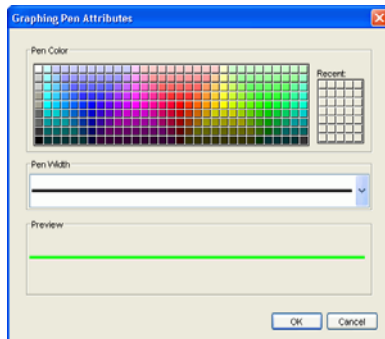 Graphing Pen Attributes
Pen Color
Recent:
Pen Width
Preview
OK
Cancel